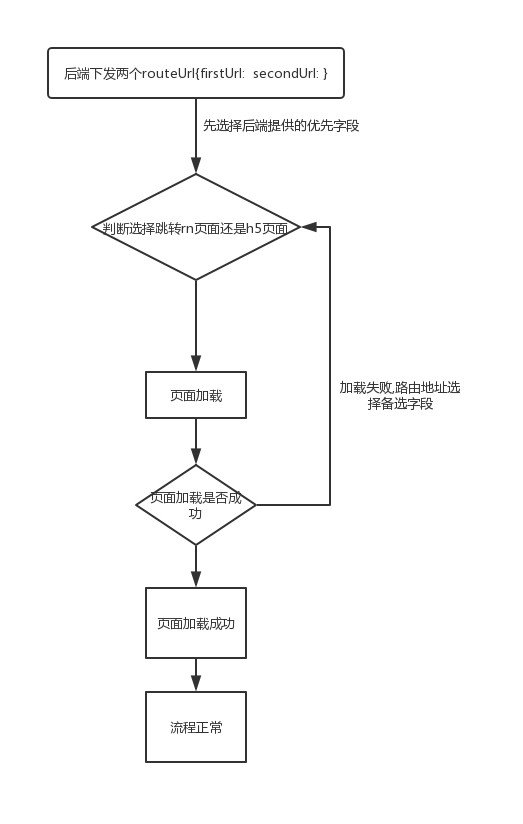 后端下发两个routeUrl{firstUrl:  secondUrl: }
先选择后端提供的优先字段
判断选择跳转rn页面还是h5页面
页面加载
加载失败,路由地址选
择备选字段
页面加载是否成
功
页面加载成功
流程正常